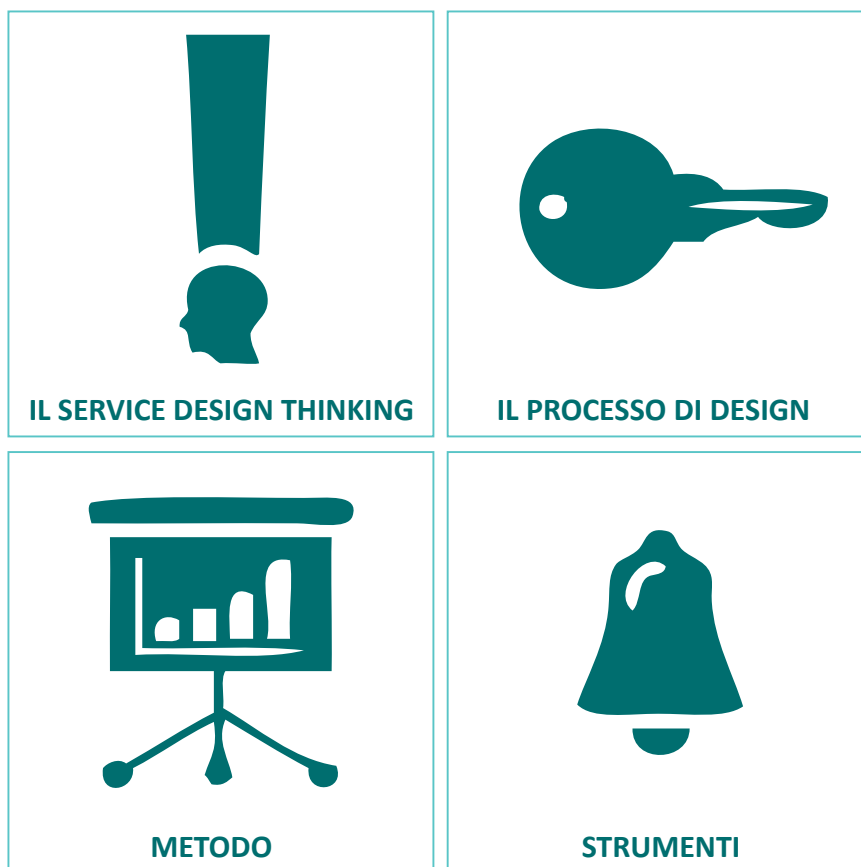 IL SERVICE DESIGN THINKING
IL PROCESSO DI DESIGN
METODO
STRUMENTI